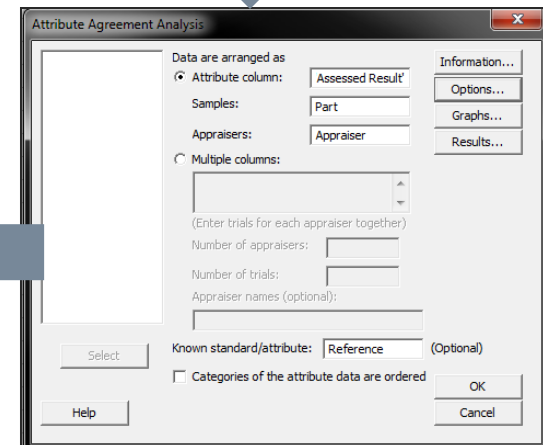 Attribute Agreement Analysis
Data are arranged as
Attribute column: Assessed Result'
Samples: Part
Appraisers: Appraiser
Multiple columns:
(Enter trials for each appraiser together)
Number of appraisers:
Number of trials:
Appraiser names (optional):
Known standard/attribute: Reference (Optional)
Categories of the attribute data are ordered
Information...
Options...
Graphs...
Results...
Select
OK
Help
Cancel